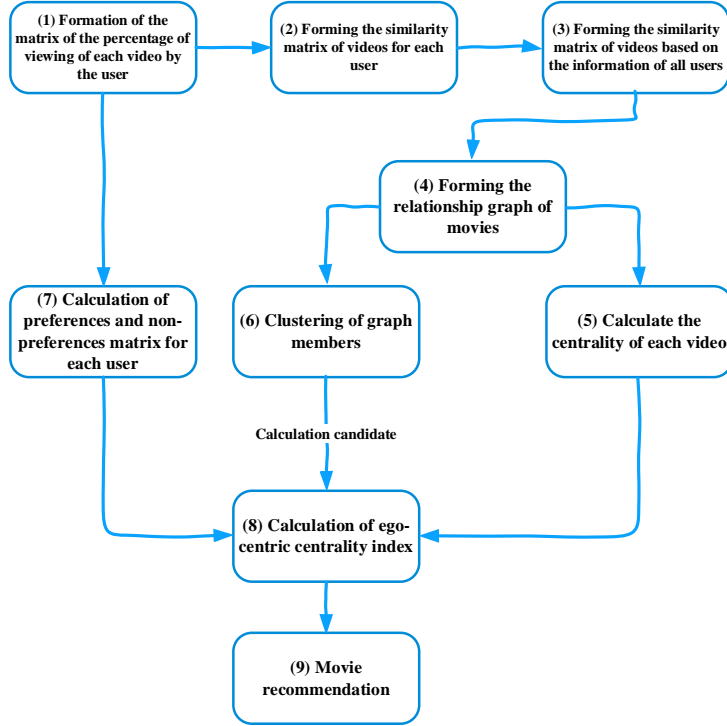 (1) Formation of the
matrix of the percentage of
viewing of each video by
the user
(2) Forming the similarity
matrix of videos for each
user
(3) Forming the similarity
matrix of videos based on
the information of all users
(4) Forming the
relationship graph of
movies
(7) Calculation of
preferences and non-
preferences matrix for
each user
(6) Clustering of graph
members
(5) Calculate the
centrality of each video
Calculation candidate
(8) Calculation of ego-
centric centrality index
(9) Movie
recommendation